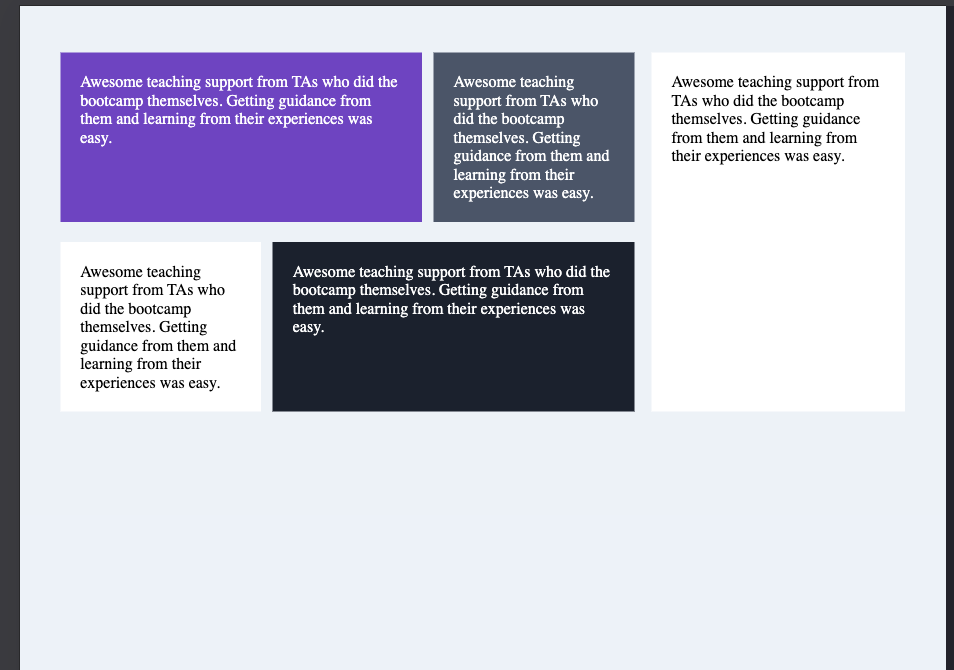 Awesome teaching support from TAs who did the
bootcamp themselves. Getting guidance from
them and learning from their experiences was
easy.
Awesome teaching
support from TAs who
did the bootcamp
themselves. Getting
guidance from them and
learning from their
experiences was easy.
Awesome teaching support from
TAs who did the bootcamp
themselves. Getting guidance
from them and learning from
their experiences was easy.
Awesome teaching
support from TAs who
did the bootcamp
themselves. Getting
guidance from them and
learning from their
experiences was easy.
Awesome teaching support from TAs who did the
bootcamp themselves. Getting guidance from
them and learning from their experiences was
easy.